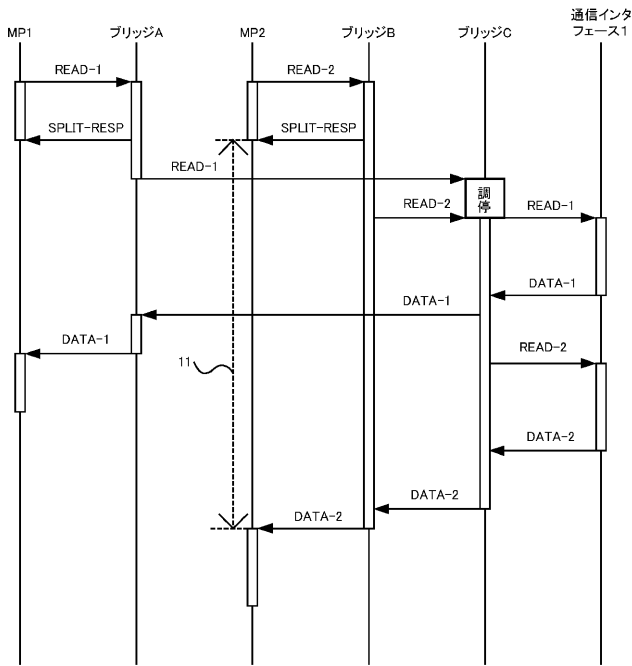 MP1
ブリッジA
MP2
ブリッジB
ブリッジC
通信インタ
フェース1
READ-1
READ-2
SPLIT-RESP
SPLIT-RESP
READ-1
調
停
READ-2
READ-1
DATA-1
DATA-1
DATA-1
READ-2
11
DATA-2
DATA-2
DATA-2